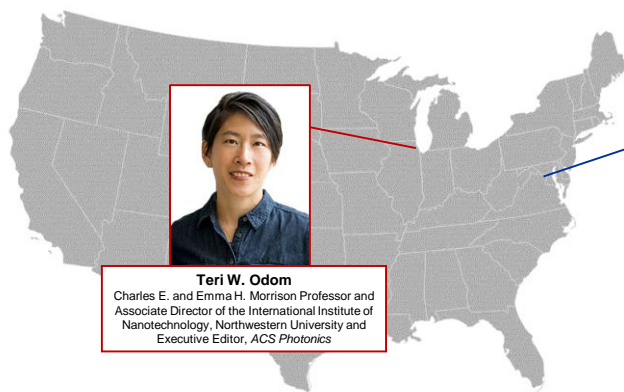 Teri W. Odom
Charles E. and Emma H. Morrison Professor and
Associate Director of the International Institute of
Nanotechnology, Northwestern University and
Executive Editor, ACS Photonics